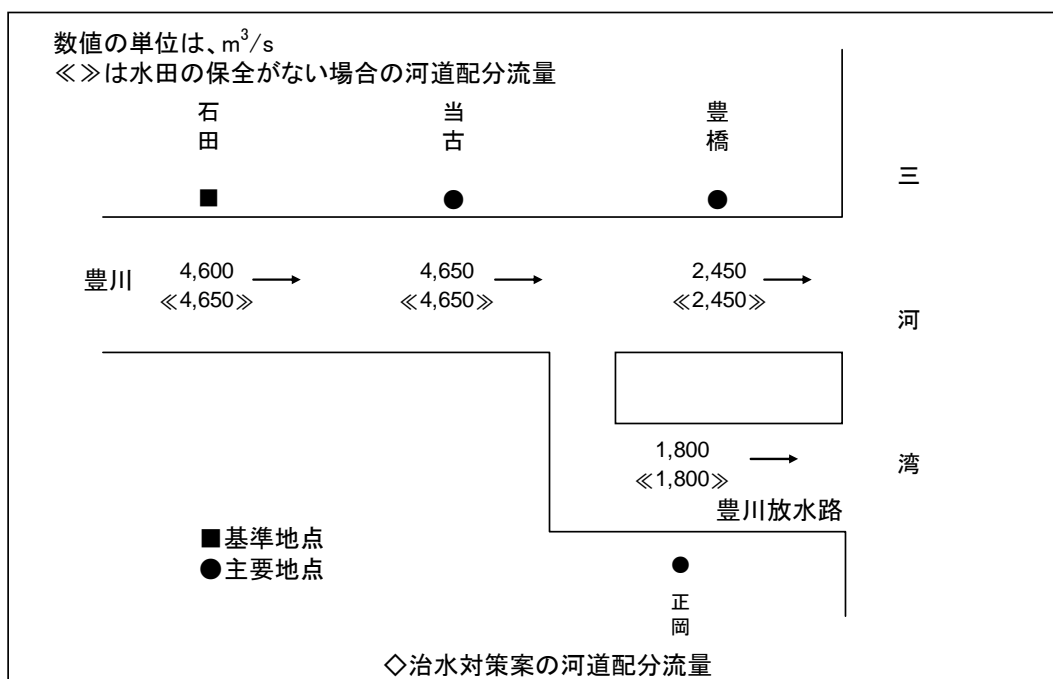 数値の単位は、m³/s
≪≫は水田の保全がない場合の河道配分流量
石田
当古
豊橋
三河湾
豊川
4,600
≪4,650≫
4,650
≪4,650≫
2,450
≪2,450≫
1,800
≪1,800≫
豊川放水路
■基準地点
●主要地点
正岡
◇治水対策案の河道配分流量